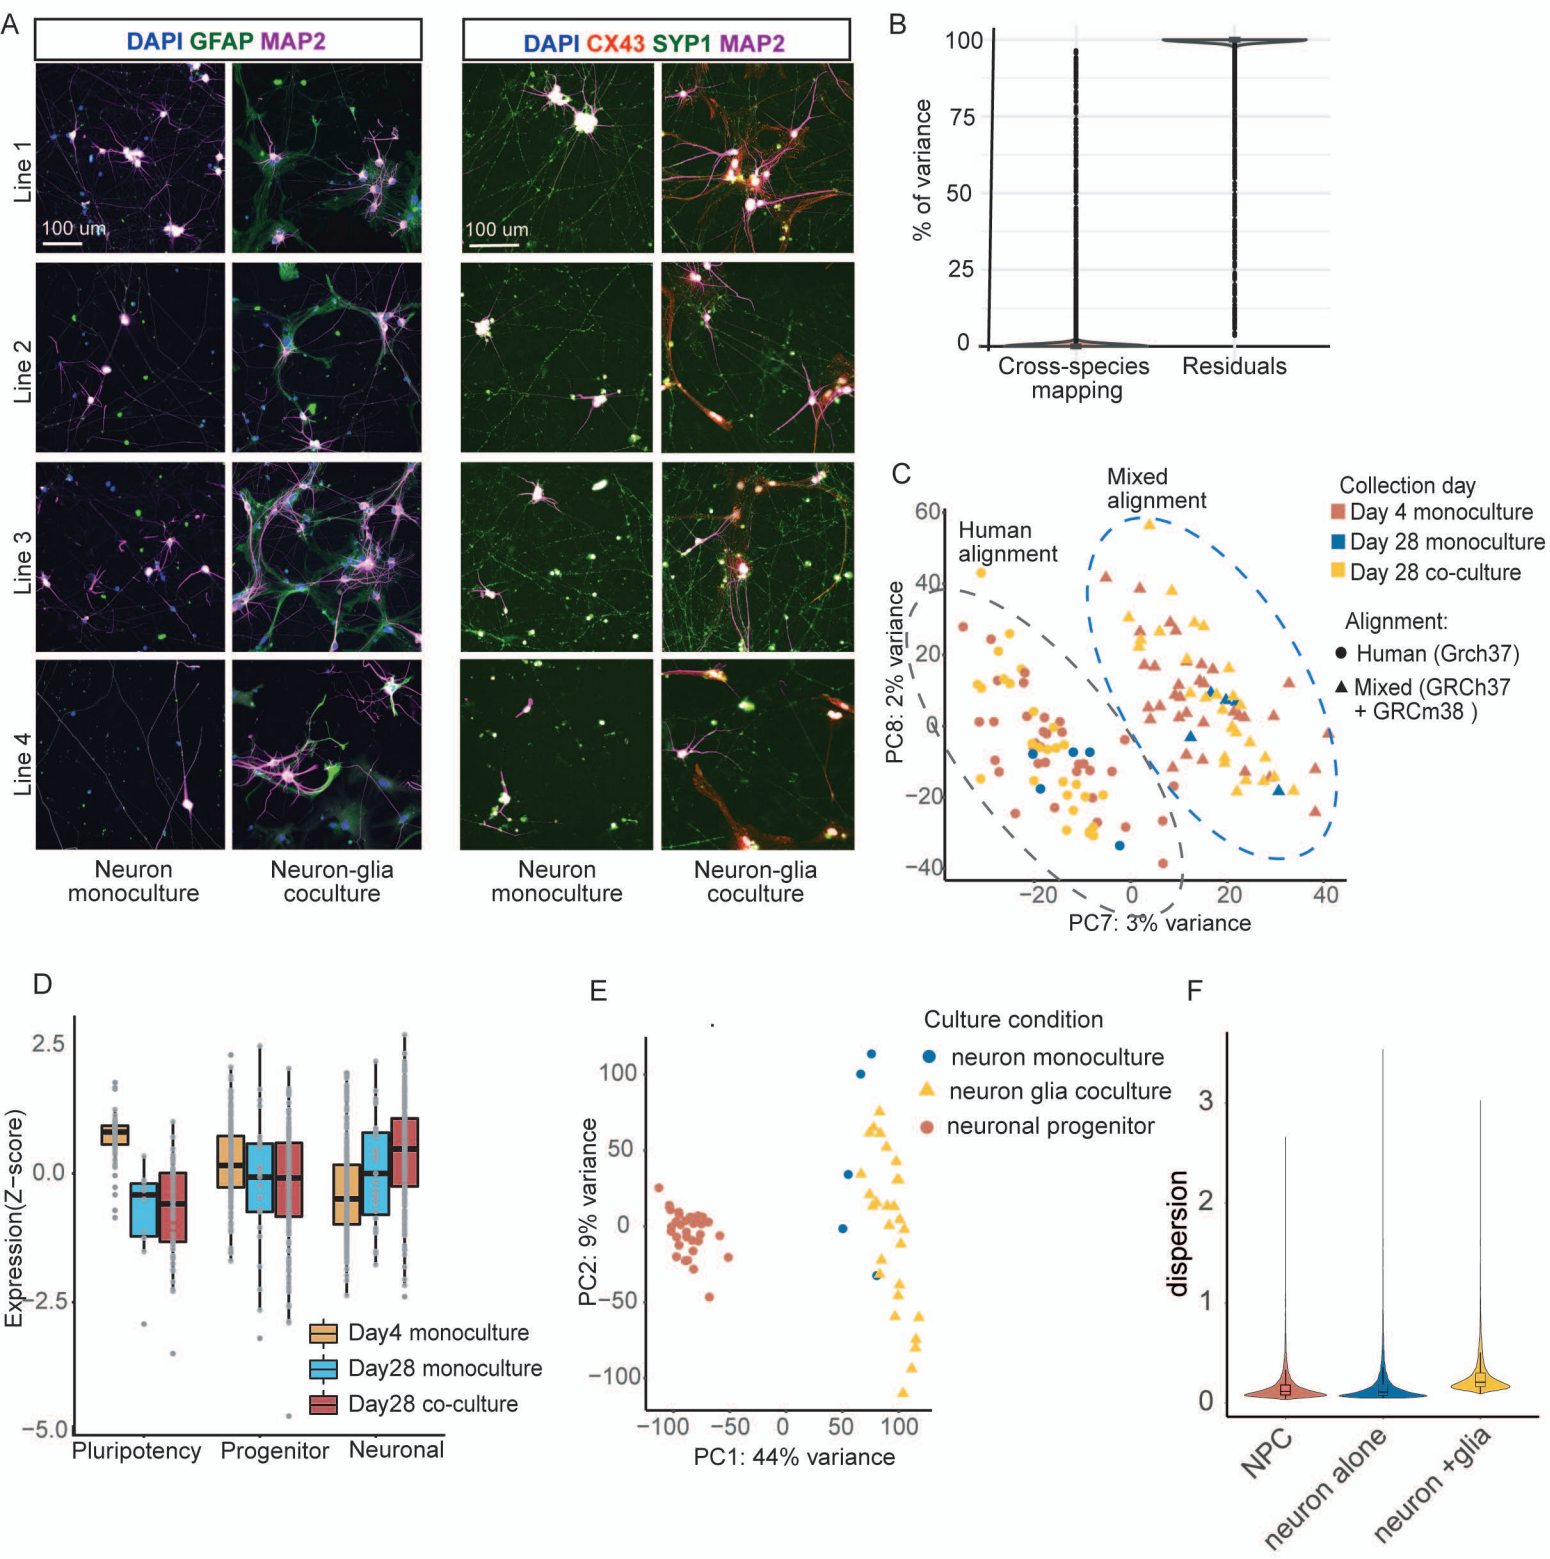 A
DAPI GFAP MAP2
DAPI CX43 SYP1 MAP2
Line 1
Line 2
Line 3
Line 4
100 um
100 um
Neuron
monoculture
Neuron-glia
coculture
Neuron
monoculture
Neuron-glia
coculture
B
% of variance
100
75
50
25
0
Cross-species
mapping
Residuals
C
Mixed
alignment
Human
alignment
PC8: 2% variance
60
40
20
0
−20
−40
−20
0
20
40
PC7: 3% variance
Collection day
Day 4 monoculture
Day 28 monoculture
Day 28 co-culture
Alignment:
Human (Grch37)
Mixed (GRCh37
+ GRCm38 )
D
Expression(Z−score)
2.5
0.0
−2.5
−5.0
Day4 monoculture
Day28 monoculture
Day28 co-culture
Pluripotency
Progenitor
Neuronal
E
PC2: 9% variance
100
50
0
−50
−100
−100
−50
0
50
100
PC1: 44% variance
Culture condition
neuron monoculture
neuron glia coculture
neuronal progenitor
F
dispersion
3
2
1
0
NPC
neuron alone
neuron +glia